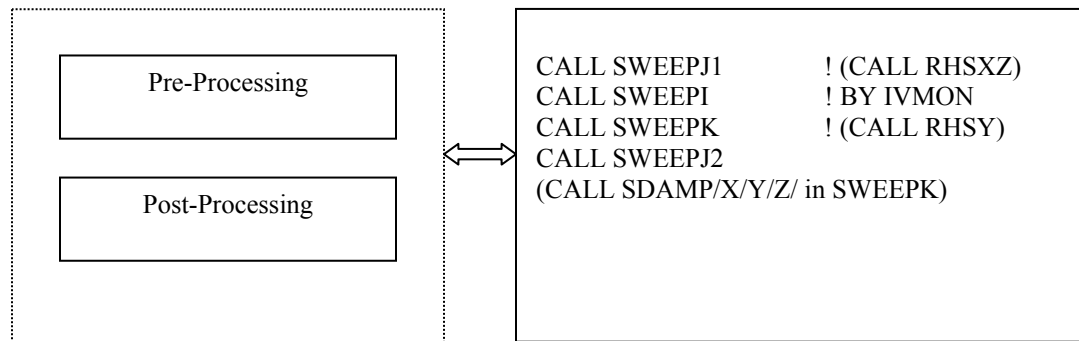 Pre-Processing
Post-Processing
CALL SWEEPJ1 ! (CALL RHSXZ)
CALL SWEEPI ! BY IVMON
CALL SWEEPK ! (CALL RHSY)
CALL SWEEPJ2
(CALL SDAMP/X/Y/Z/ in SWEEPK)